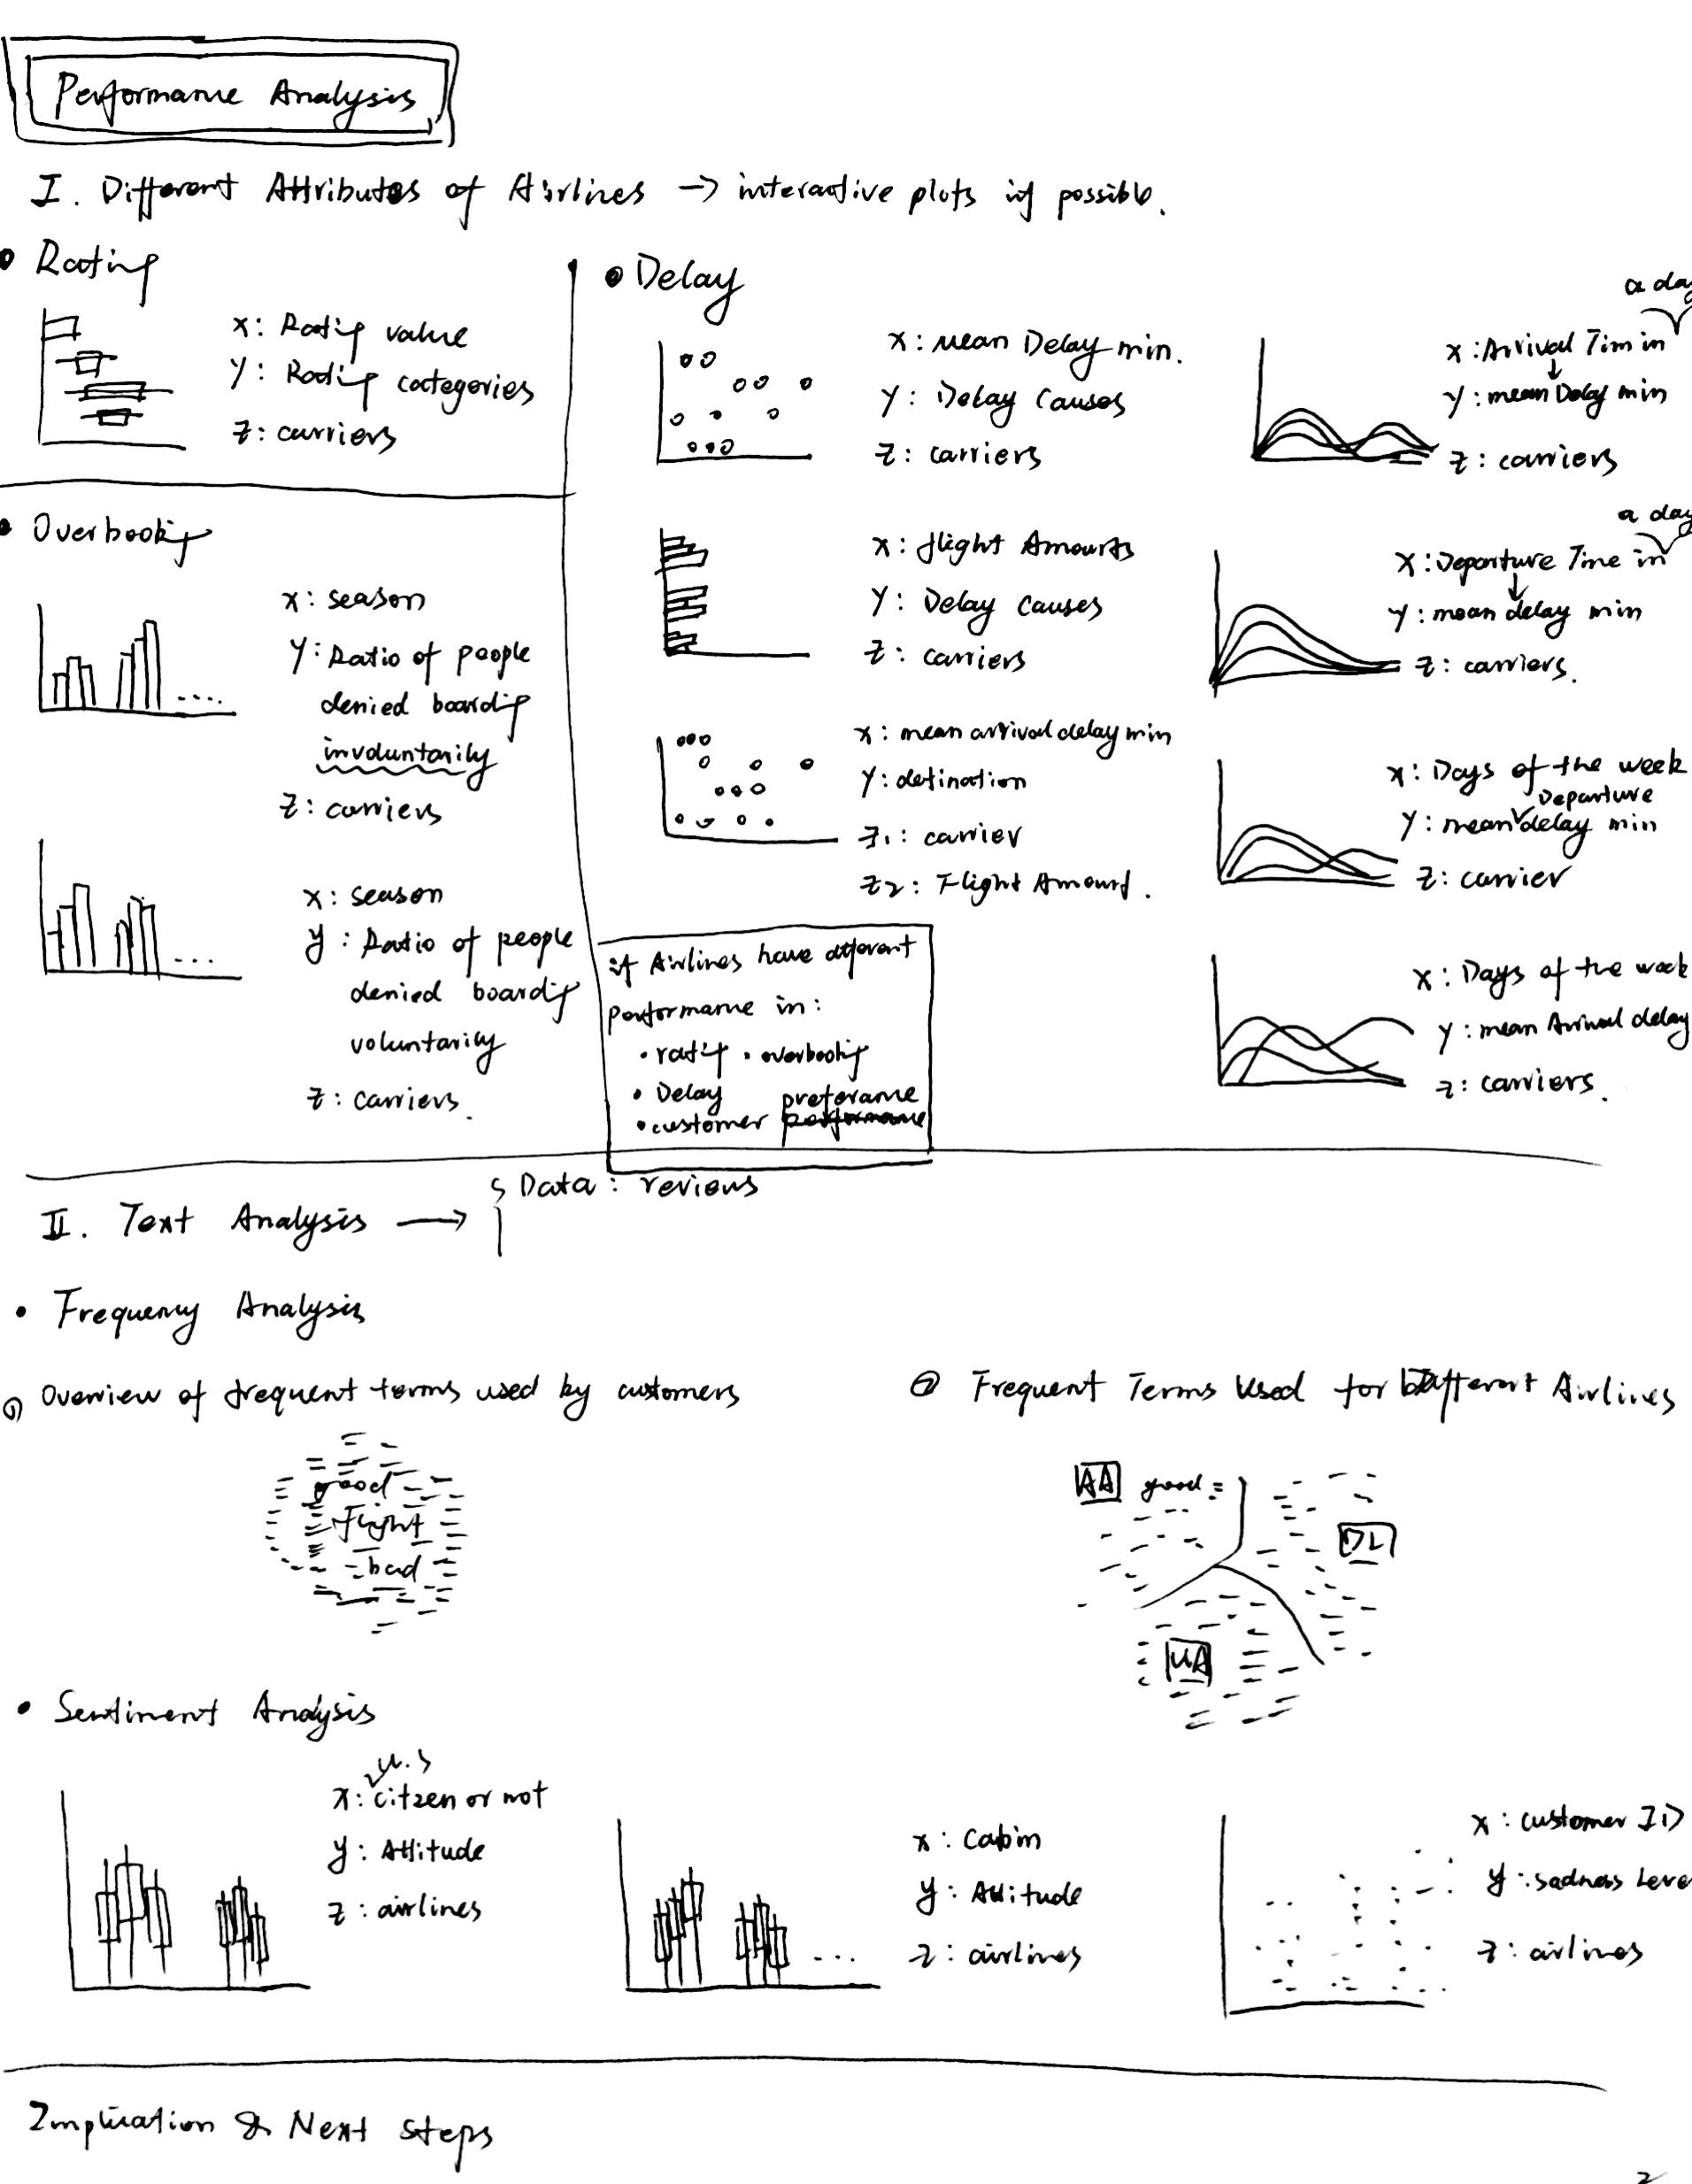 Performance Analysis
I. Different Attributes of Airlines → interactive plots if possible.
• Rating
x: Rating value
Y: Rating categories
Z: carriers
• Overbooking
x: season
Y: Ratio of people
denied boarding
involuntarily
Z: carriers
x: season
y: Ratio of people
denied boarding
voluntarily
Z: carriers.
• Delay
x: mean Delay min.
Y: Delay Causes
Z: carriers
x: flight Amounts
Y: Delay Causes
Z: carriers
x: mean arrival delay min
Y: detination
Z1: carrier
Z2: Flight Amount.
a day
x: Arrival Tim in
Y: mean Delay min
Z: carriers
a day
X: Departure Time in
Y: mean delay min
Z: carriers.
x: Days of the week
Departure
Y: mean delay min
Z: carrier
x: Days of the week
y: mean Arrival delay
Z: carriers.
if Airlines have different
performance in:
• rating • overbooking
• Delay preferance
• customer performance
Data: reviews
II. Text Analysis →
• Frequency Analysis
① Overview of frequent terms used by customers
good
flight
bad
② Frequent Terms Used for Different Airlines
AA good
DL
UA
• Sentiment Analysis
U.S
x: citzen or not
y: Attitude
Z: airlines
x: Cabin
y: Attitude
Z: airlines
x: customer ID
y: sadness Leve
Z: airlines
Implication & Next Steps